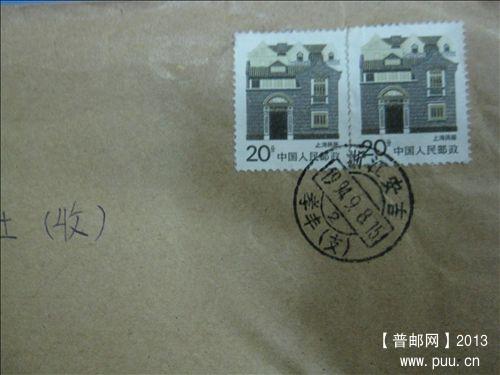 上海民居
20分 中国人民邮政
上海民居
20分 中国人民邮政
浙江安吉
1994.9.8.15
2
孝丰(支)
士 (收)
【普邮网】2013
www.puu.cn